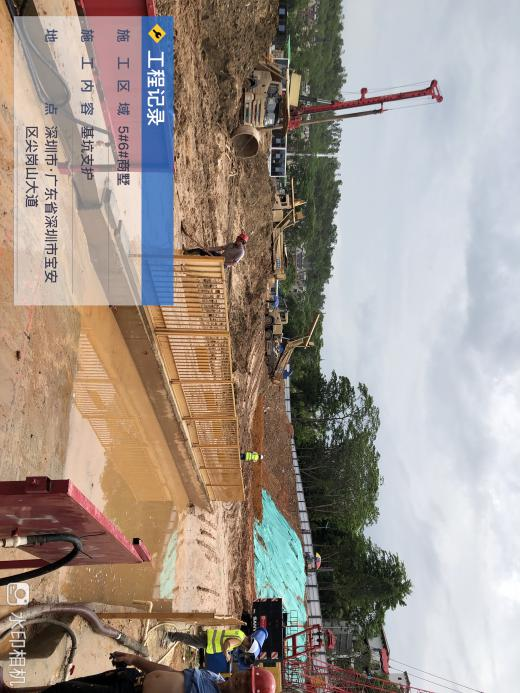 工程记录
施工区域 5#6#商墅
施工内容 基坑支护
地点 深圳市·广东省深圳市宝安
区尖岗山大道
水印相机